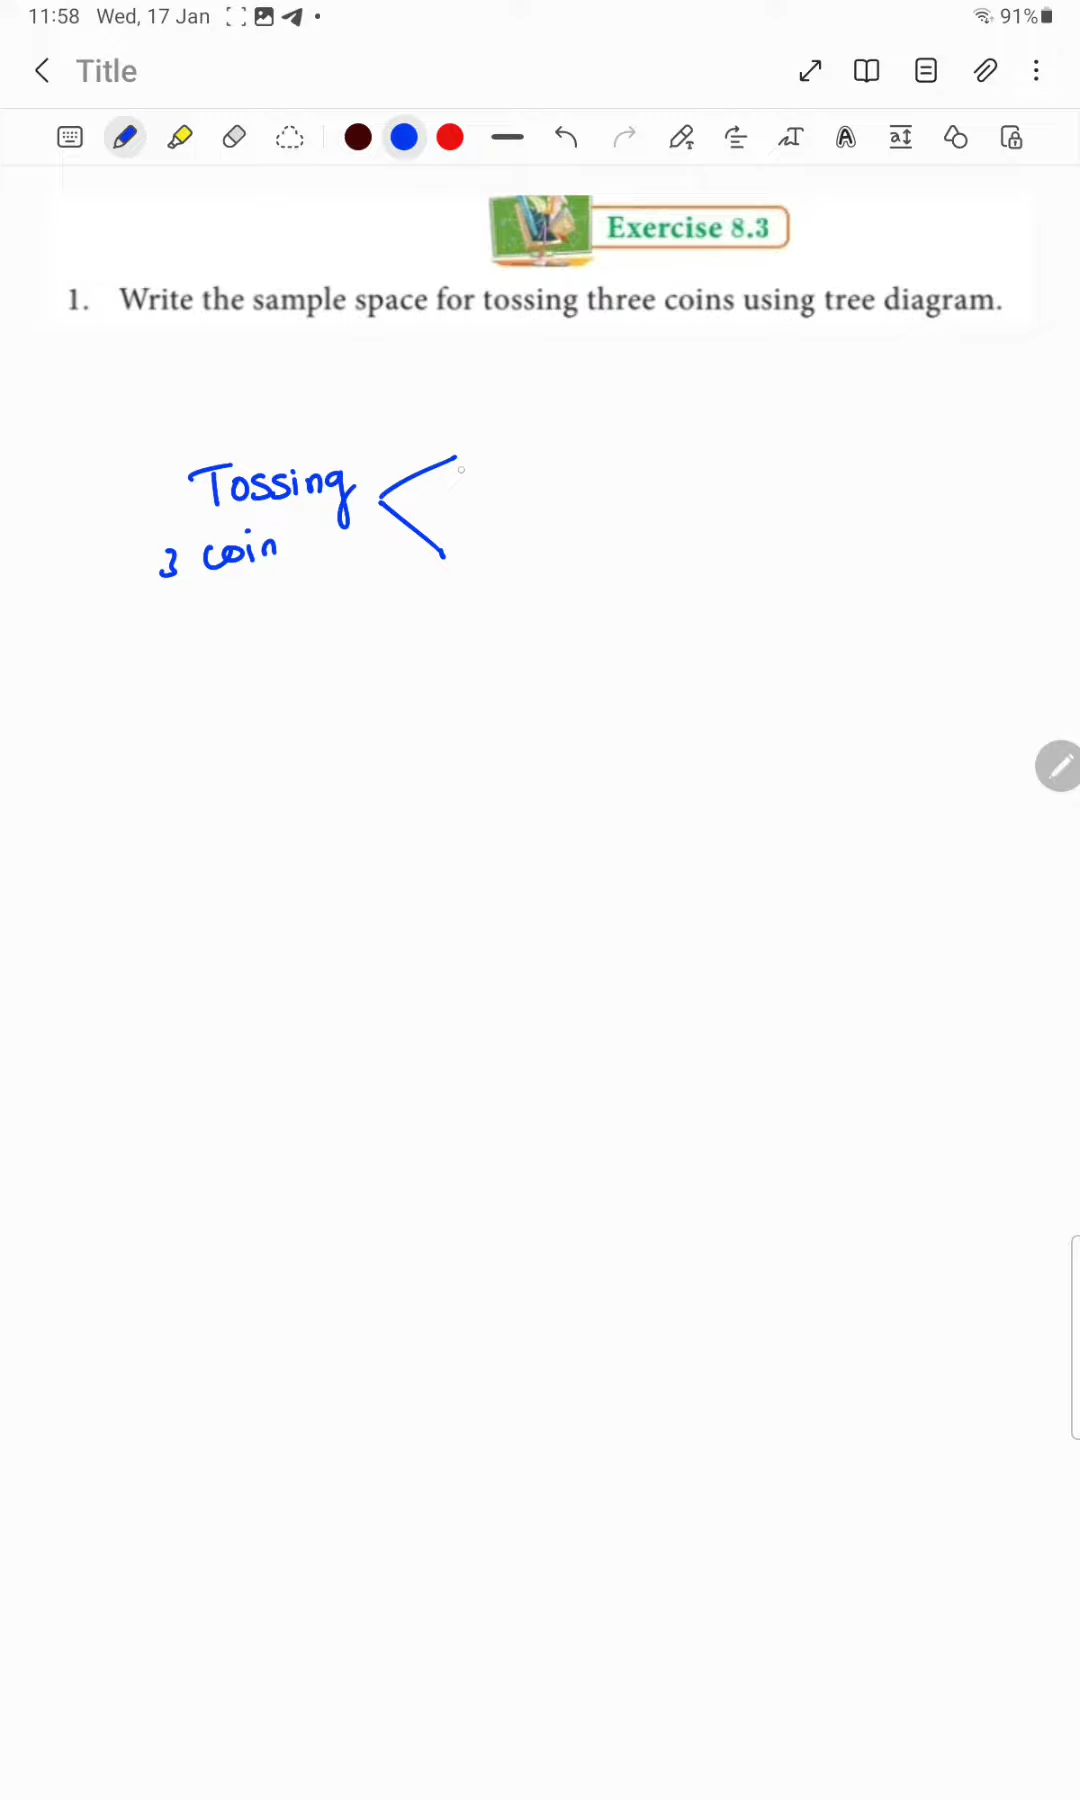 11:58 Wed, 17 Jan 91%
Title
Exercise 8.3
1. Write the sample space for tossing three coins using tree diagram.
Tossing
3 coin